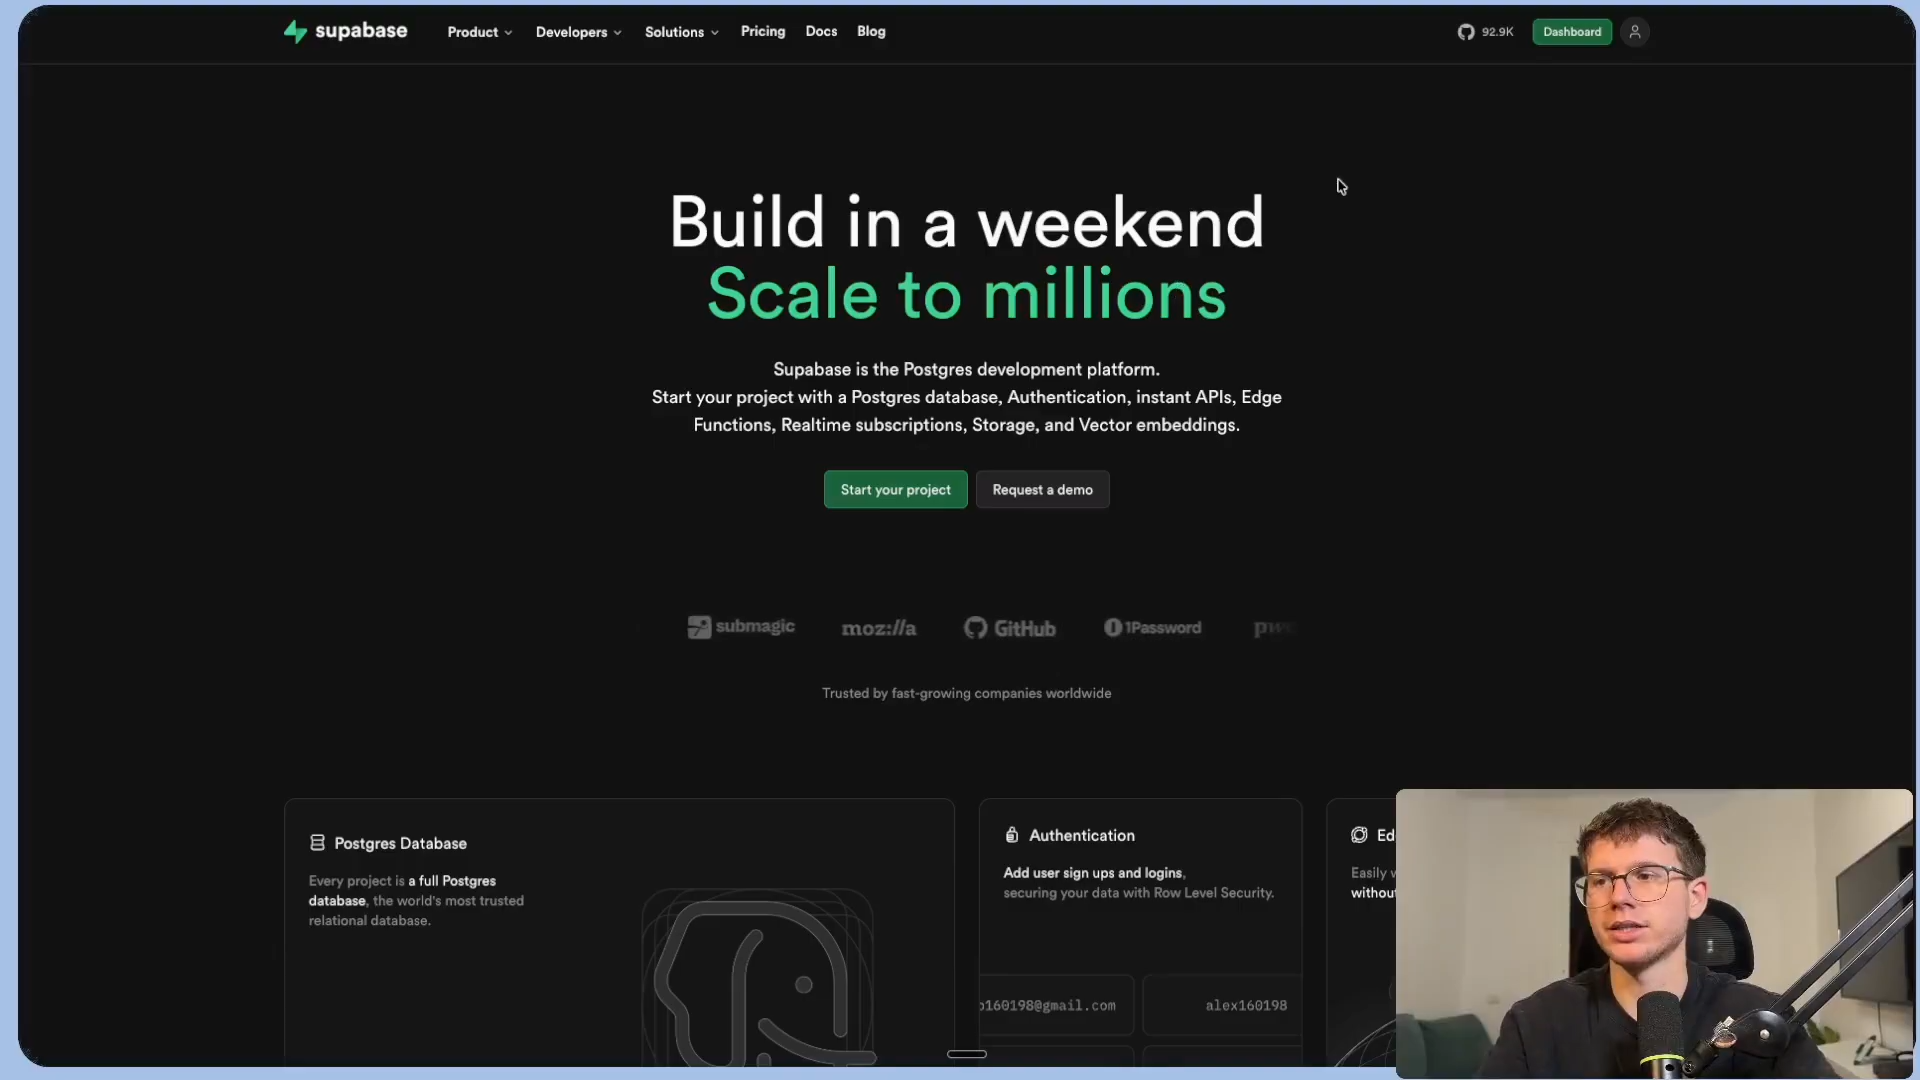 supabase
Product
Developers
Solutions
Pricing
Docs
Blog
92.9K
Dashboard
Build in a weekend
Scale to millions
Supabase is the Postgres development platform.
Start your project with a Postgres database, Authentication, instant APIs, Edge
Functions, Realtime subscriptions, Storage, and Vector embeddings.
Start your project
Request a demo
submagic
moz://a
GitHub
1Password
pwc
Trusted by fast-growing companies worldwide
Postgres Database
Every project is a full Postgres
database, the world's most trusted
relational database.
Authentication
Add user sign ups and logins,
securing your data with Row Level Security.
160198@gmail.com
alex160198